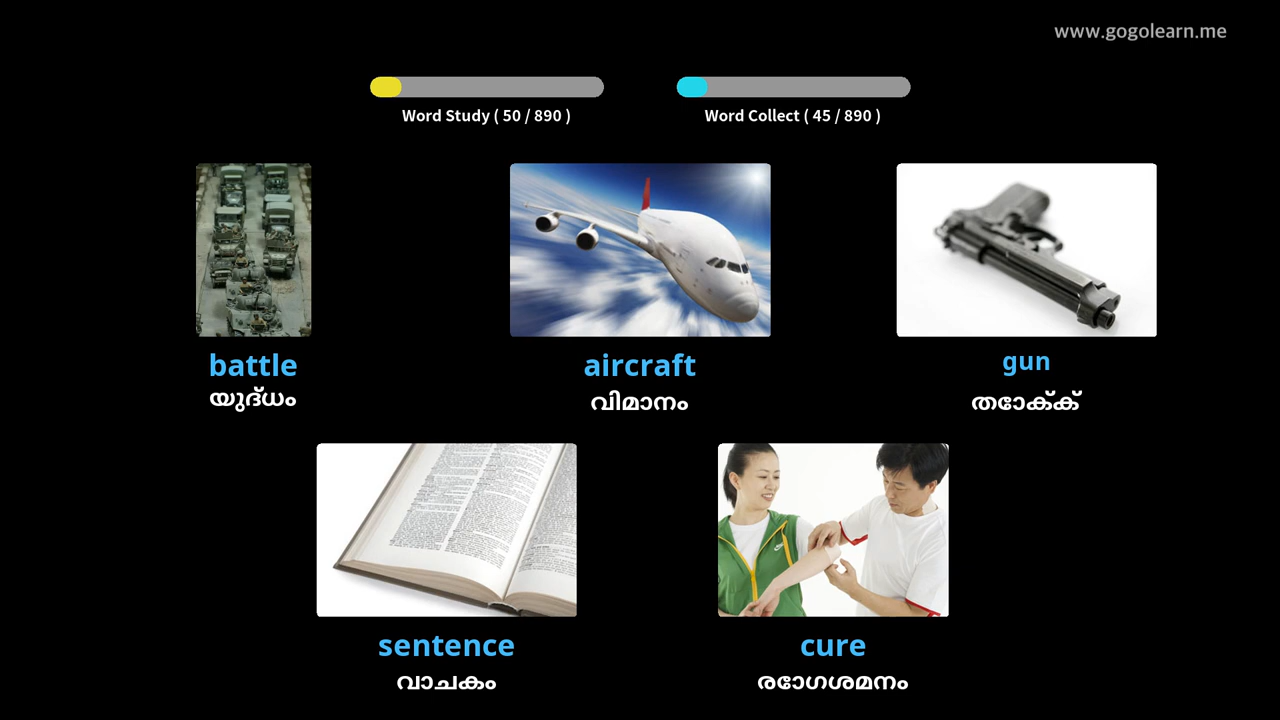 www.gogolearn.me
Word Study ( 50 / 890 )
Word Collect ( 45 / 890 )
battle
യുദ്ധം
aircraft
വിമാനം
gun
തോക്ക്
sentence
വാചകം
cure
രോഗശമനം